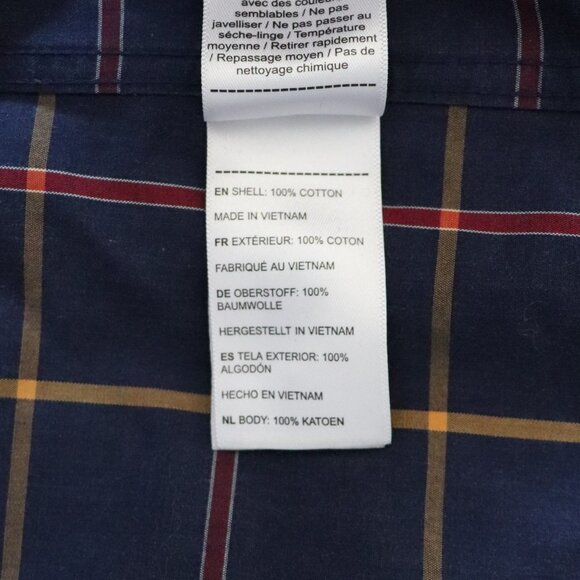 avec des couleurs
semblables / Ne pas
javelliser / Ne pas passer au
séche-linge / Température
moyenne / Retirer rapidement
/ Repassage moyen / Pas de
nettoyage chimique
EN SHELL: 100% COTTON
MADE IN VIETNAM
FR EXTÉRIEUR: 100% COTON
FABRIQUÉ AU VIETNAM
DE OBERSTOFF: 100%
BAUMWOLLE
HERGESTELLT IN VIETNAM
ES TELA EXTERIOR: 100%
ALGODÓN
HECHO EN VIETNAM
NL BODY: 100% KATOEN